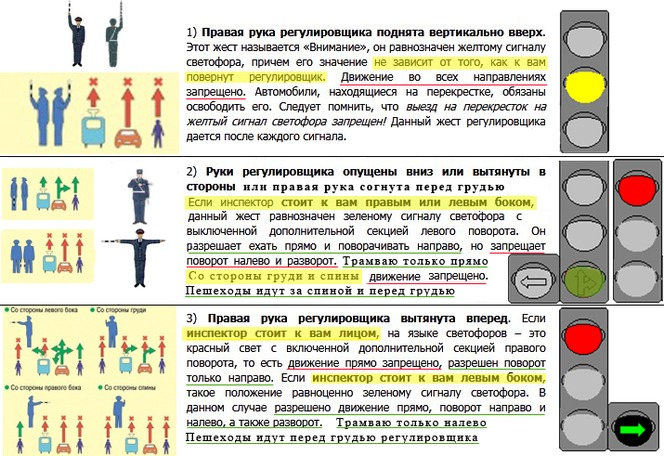 1) Правая рука регулировщика поднята вертикально вверх.
Этот жест называется «Внимание», он равнозначен желтому сигналу
светофора, причем его значение не зависит от того, как к вам
повернут регулировщик. Движение во всех направлениях
запрещено. Автомобили, находящиеся на перекрестке, обязаны
освободить его. Следует помнить, что выезд на перекресток на
желтый сигнал светофора запрещен! Данный жест регулировщика
дается после каждого сигнала.
2) Руки регулировщика опущены вниз или вытянуты в
стороны или правая рука согнута перед грудью
Если инспектор стоит к вам правым или левым боком,
данный жест равнозначен зеленому сигналу светофора с
выключенной дополнительной секцией левого поворота. Он
разрешает ехать прямо и поворачивать направо, но запрещает
поворот налево и разворот. Трамваю только прямо
Со стороны груди и спины движение запрещено.
Пешеходы идут за спиной и перед грудью
Со стороны левого бока
Со стороны груди
Со стороны правого бока
Со стороны спины
3) Правая рука регулировщика вытянута вперед. Если
инспектор стоит к вам лицом, на языке светофоров – это
красный свет с включенной дополнительной секцией правого
поворота, то есть движение прямо запрещено, разрешен поворот
только направо. Если инспектор стоит к вам левым боком,
такое положение равноценно зеленому сигналу светофора. В
данном случае разрешено движение прямо, поворот направо и
налево, а также разворот. Трамваю только налево
Пешеходы идут перед грудью регулировщика